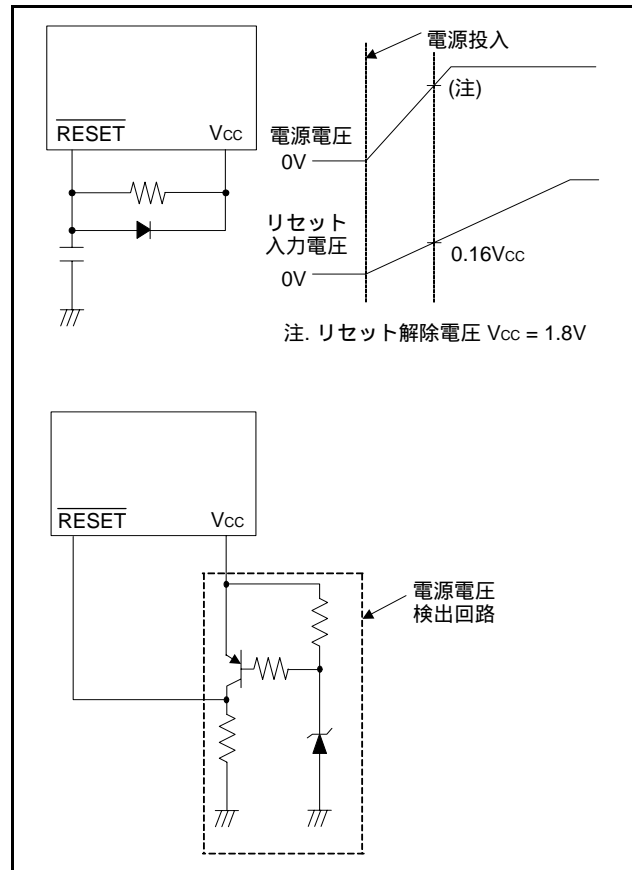 電源投入
(注)
RESET Vcc
電源電圧
0V
リセット
入力電圧
0.16Vcc
0V
注. リセット解除電圧 Vcc = 1.8V
RESET Vcc
電源電圧
検出回路